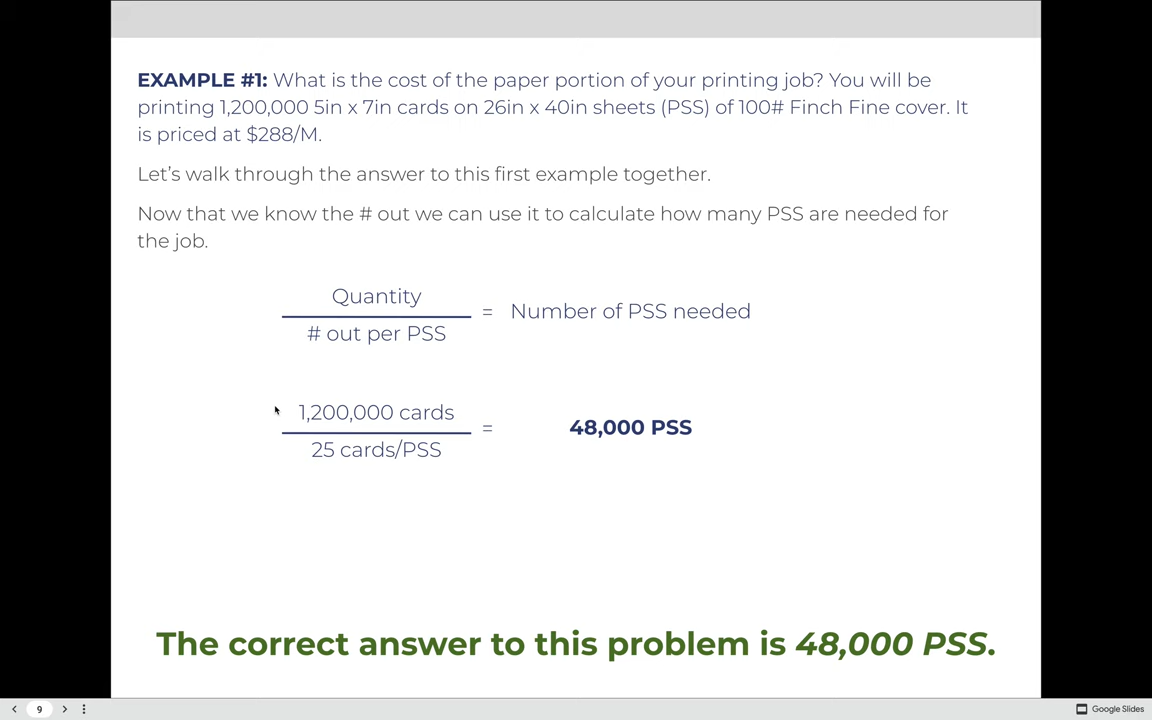 EXAMPLE #1: What is the cost of the paper portion of your printing job? You will be
printing 1,200,000 5in x 7in cards on 26in x 40in sheets (PSS) of 100# Finch Fine cover. It
is priced at $288/M.
Let’s walk through the answer to this first example together.
Now that we know the # out we can use it to calculate how many PSS are needed for
the job.
Quantity
# out per PSS
= Number of PSS needed
1,200,000 cards
25 cards/PSS
= 48,000 PSS
The correct answer to this problem is 48,000 PSS.
9
Google Slides